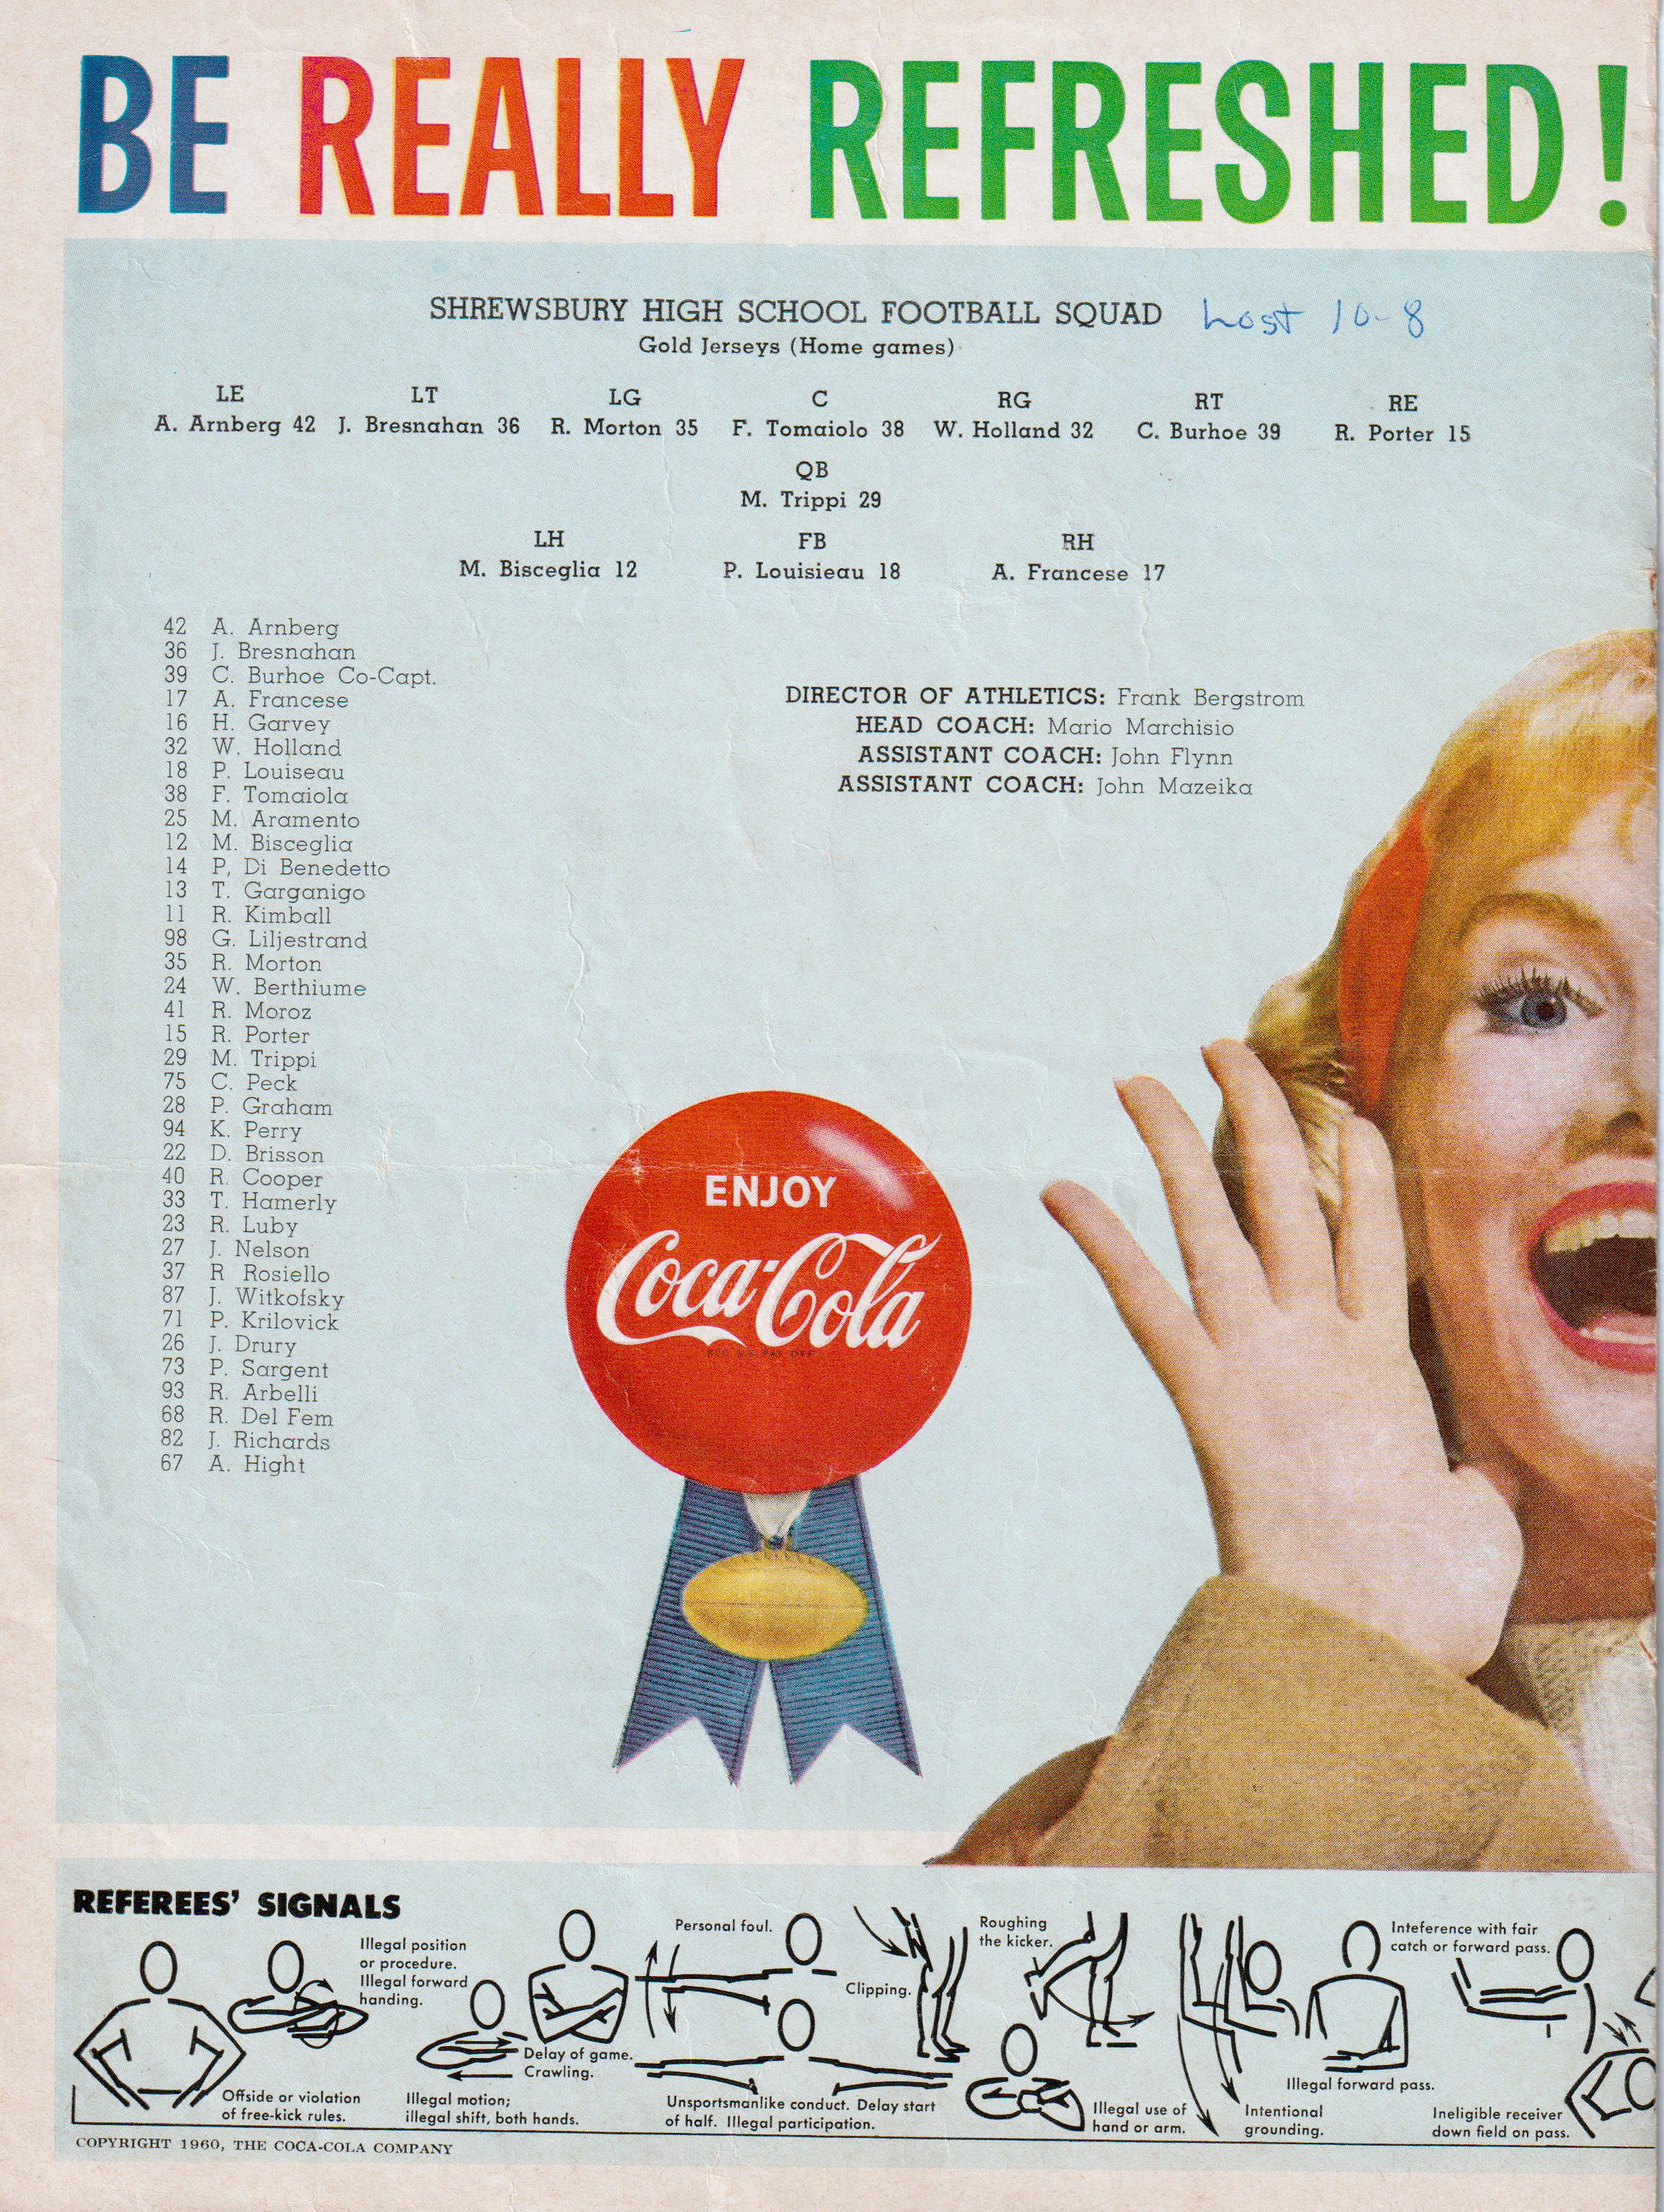 BE REALLY REFRESHED!
SHREWSBURY HIGH SCHOOL FOOTBALL SQUAD Lost 10-8
Gold Jerseys (Home games)
LE LT LG C RG RT RE
A. Arnberg 42 J. Bresnahan 36 R. Morton 35 F. Tomaiolo 38 W. Holland 32 C. Burhoe 39 R. Porter 15
QB
M. Trippi 29
LH FB RH
M. Bisceglia 12 P. Louisieau 18 A. Francese 17
42 A. Arnberg
36 J. Bresnahan
39 C. Burhoe Co-Capt.
17 A. Francese
16 H. Garvey
32 W. Holland
18 P. Louiseau
38 F. Tomaiola
25 M. Aramento
12 M. Bisceglia
14 P, Di Benedetto
13 T. Garganigo
11 R. Kimball
98 G. Liljestrand
35 R. Morton
24 W. Berthiume
41 R. Moroz
15 R. Porter
29 M. Trippi
75 C. Peck
28 P. Graham
94 K. Perry
22 D. Brisson
40 R. Cooper
33 T. Hamerly
23 R. Luby
27 J. Nelson
37 R Rosiello
87 J. Witkofsky
71 P. Krilovick
26 J. Drury
73 P. Sargent
93 R. Arbelli
68 R. Del Fem
82 J. Richards
67 A. Hight
DIRECTOR OF ATHLETICS: Frank Bergstrom
HEAD COACH: Mario Marchisio
ASSISTANT COACH: John Flynn
ASSISTANT COACH: John Mazeika
ENJOY
Coca-Cola
REG. U.S. PAT. OFF.
REFEREES' SIGNALS
Offside or violation
of free-kick rules.
Illegal position
or procedure.
Illegal forward
handing.
Illegal motion;
illegal shift, both hands.
Delay of game.
Crawling.
Personal foul.
Unsportsmanlike conduct. Delay start
of half. Illegal participation.
Clipping.
Roughing
the kicker.
Illegal use of
hand or arm.
Intentional
grounding.
Illegal forward pass.
Inteference with fair
catch or forward pass.
Ineligible receiver
down field on pass.
COPYRIGHT 1960, THE COCA-COLA COMPANY